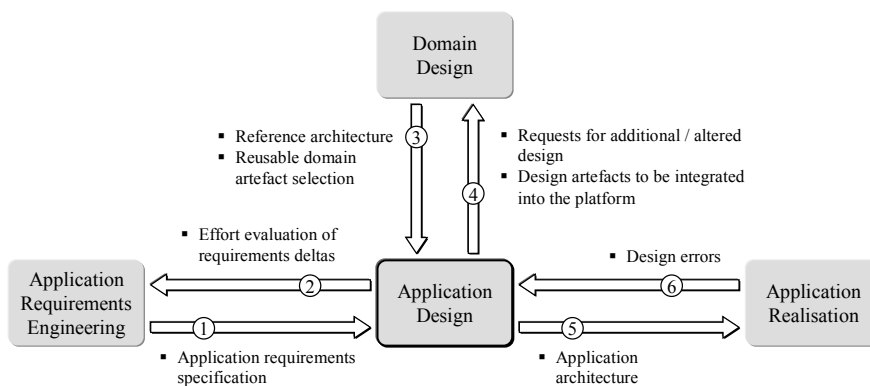 Domain
Design
▪ Reference architecture
▪ Reusable domain
artefact selection
3
▪ Requests for additional / altered
design
▪ Design artefacts to be integrated
into the platform
4
▪ Effort evaluation of
requirements deltas
▪ Design errors
Application
Requirements
Engineering
2
1
Application
Design
6
5
Application
Realisation
▪ Application requirements
specification
▪ Application
architecture